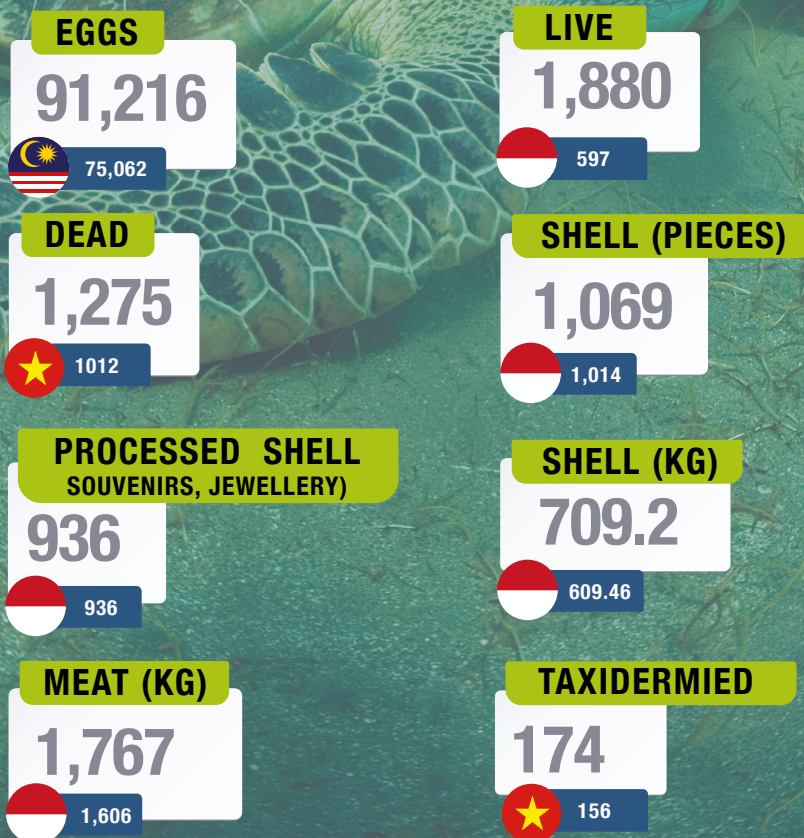 EGGS
91,216
75,062
LIVE
1,880
597
DEAD
1,275
1012
SHELL (PIECES)
1,069
1,014
PROCESSED SHELL
SOUVENIRS, JEWELLERY)
936
936
SHELL (KG)
709.2
609.46
MEAT (KG)
1,767
1,606
TAXIDERMIED
174
156